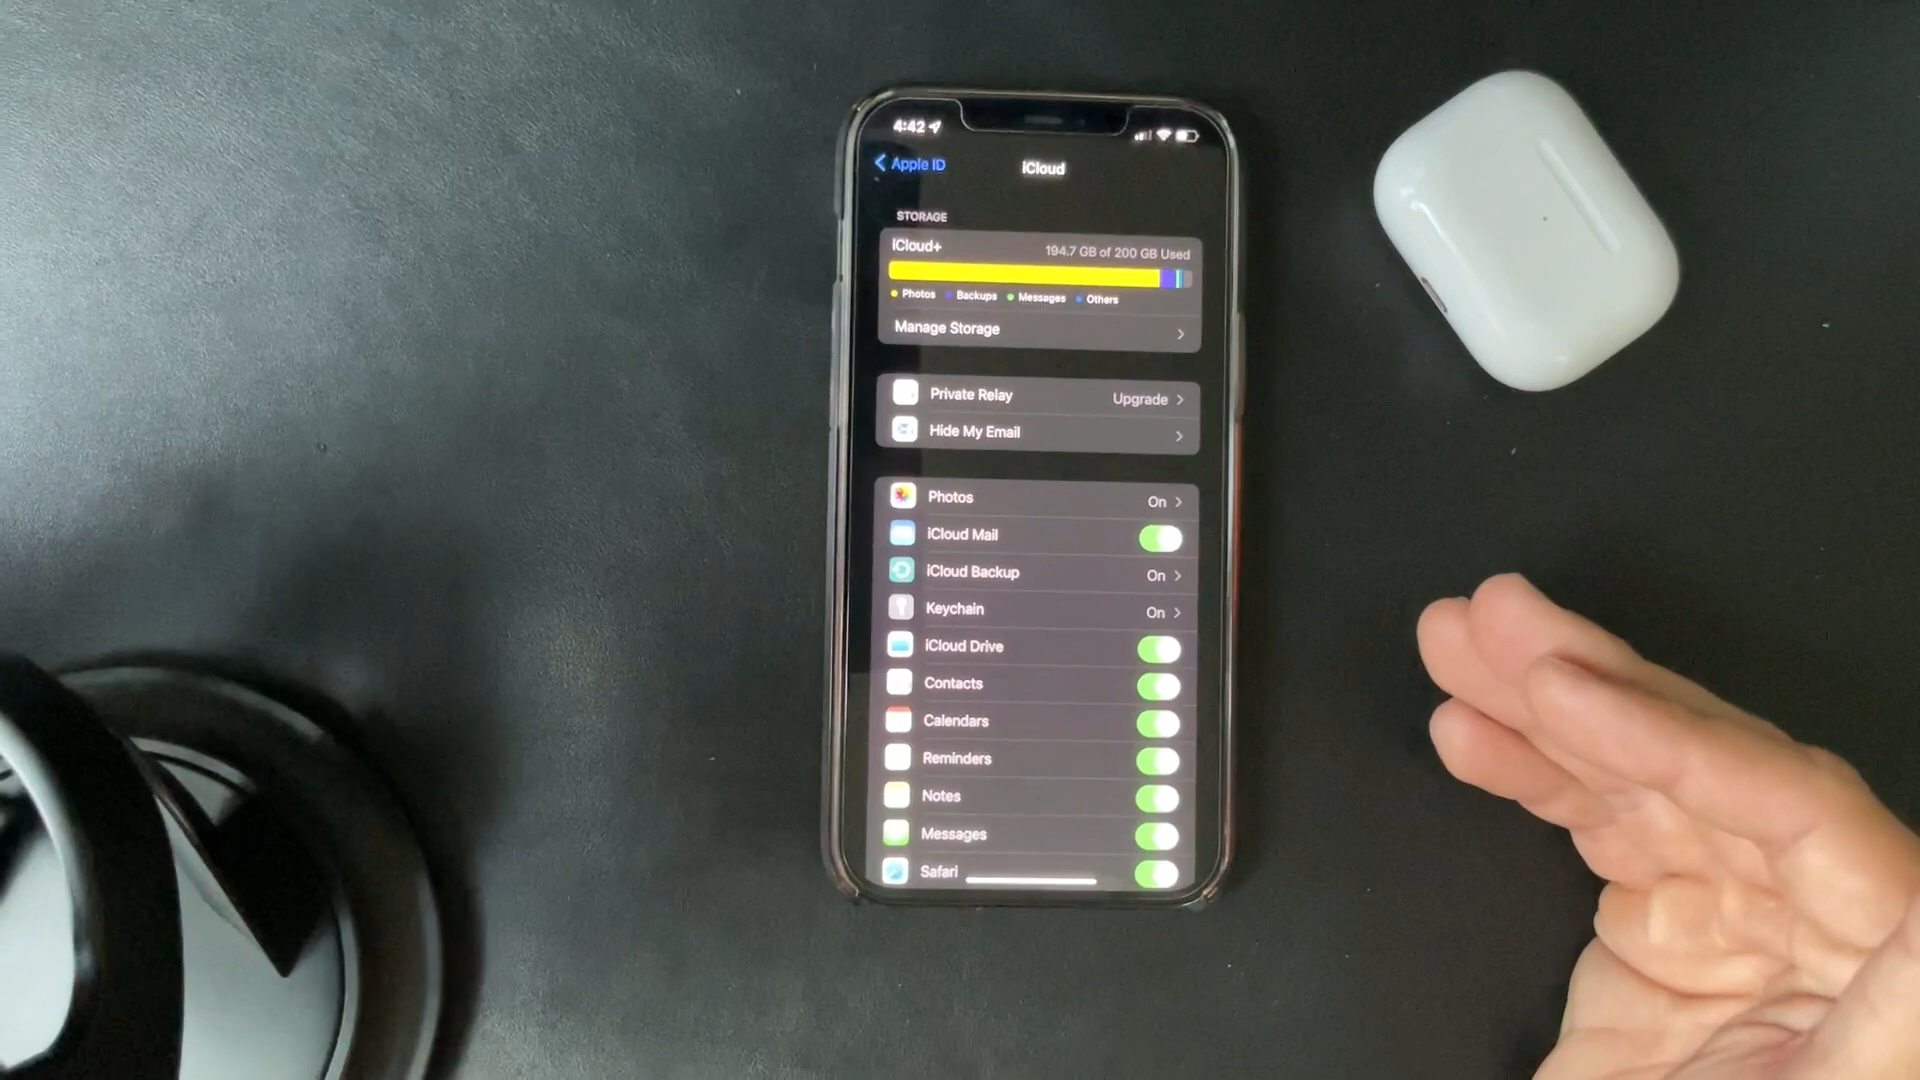 4:42
Apple ID
iCloud
STORAGE
iCloud+ 194.7 GB of 200 GB Used
Photos Backups Messages Others
Manage Storage
Private Relay Upgrade
Hide My Email
Photos On
iCloud Mail
iCloud Backup On
Keychain On
iCloud Drive
Contacts
Calendars
Reminders
Notes
Messages
Safari